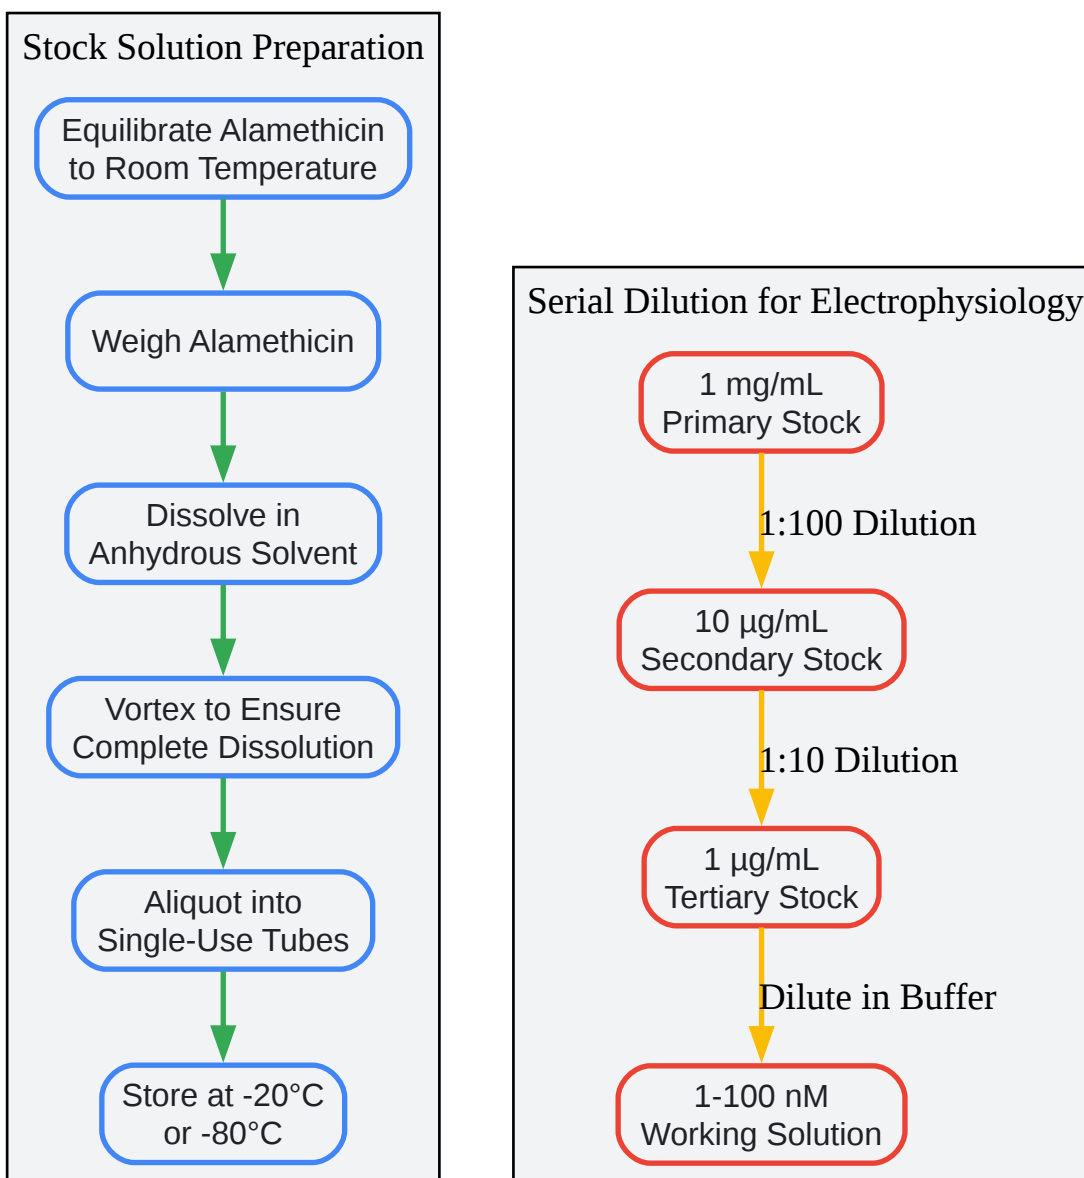 Stock Solution Preparation
Equilibrate Alamethicin
to Room Temperature
Weigh Alamethicin
Dissolve in
Anhydrous Solvent
Vortex to Ensure
Complete Dissolution
Aliquot into
Single-Use Tubes
Store at -20°C
or -80°C
Serial Dilution for Electrophysiology
1 mg/mL
Primary Stock
1:100 Dilution
10 µg/mL
Secondary Stock
1:10 Dilution
1 µg/mL
Tertiary Stock
Dilute in Buffer
1-100 nM
Working Solution